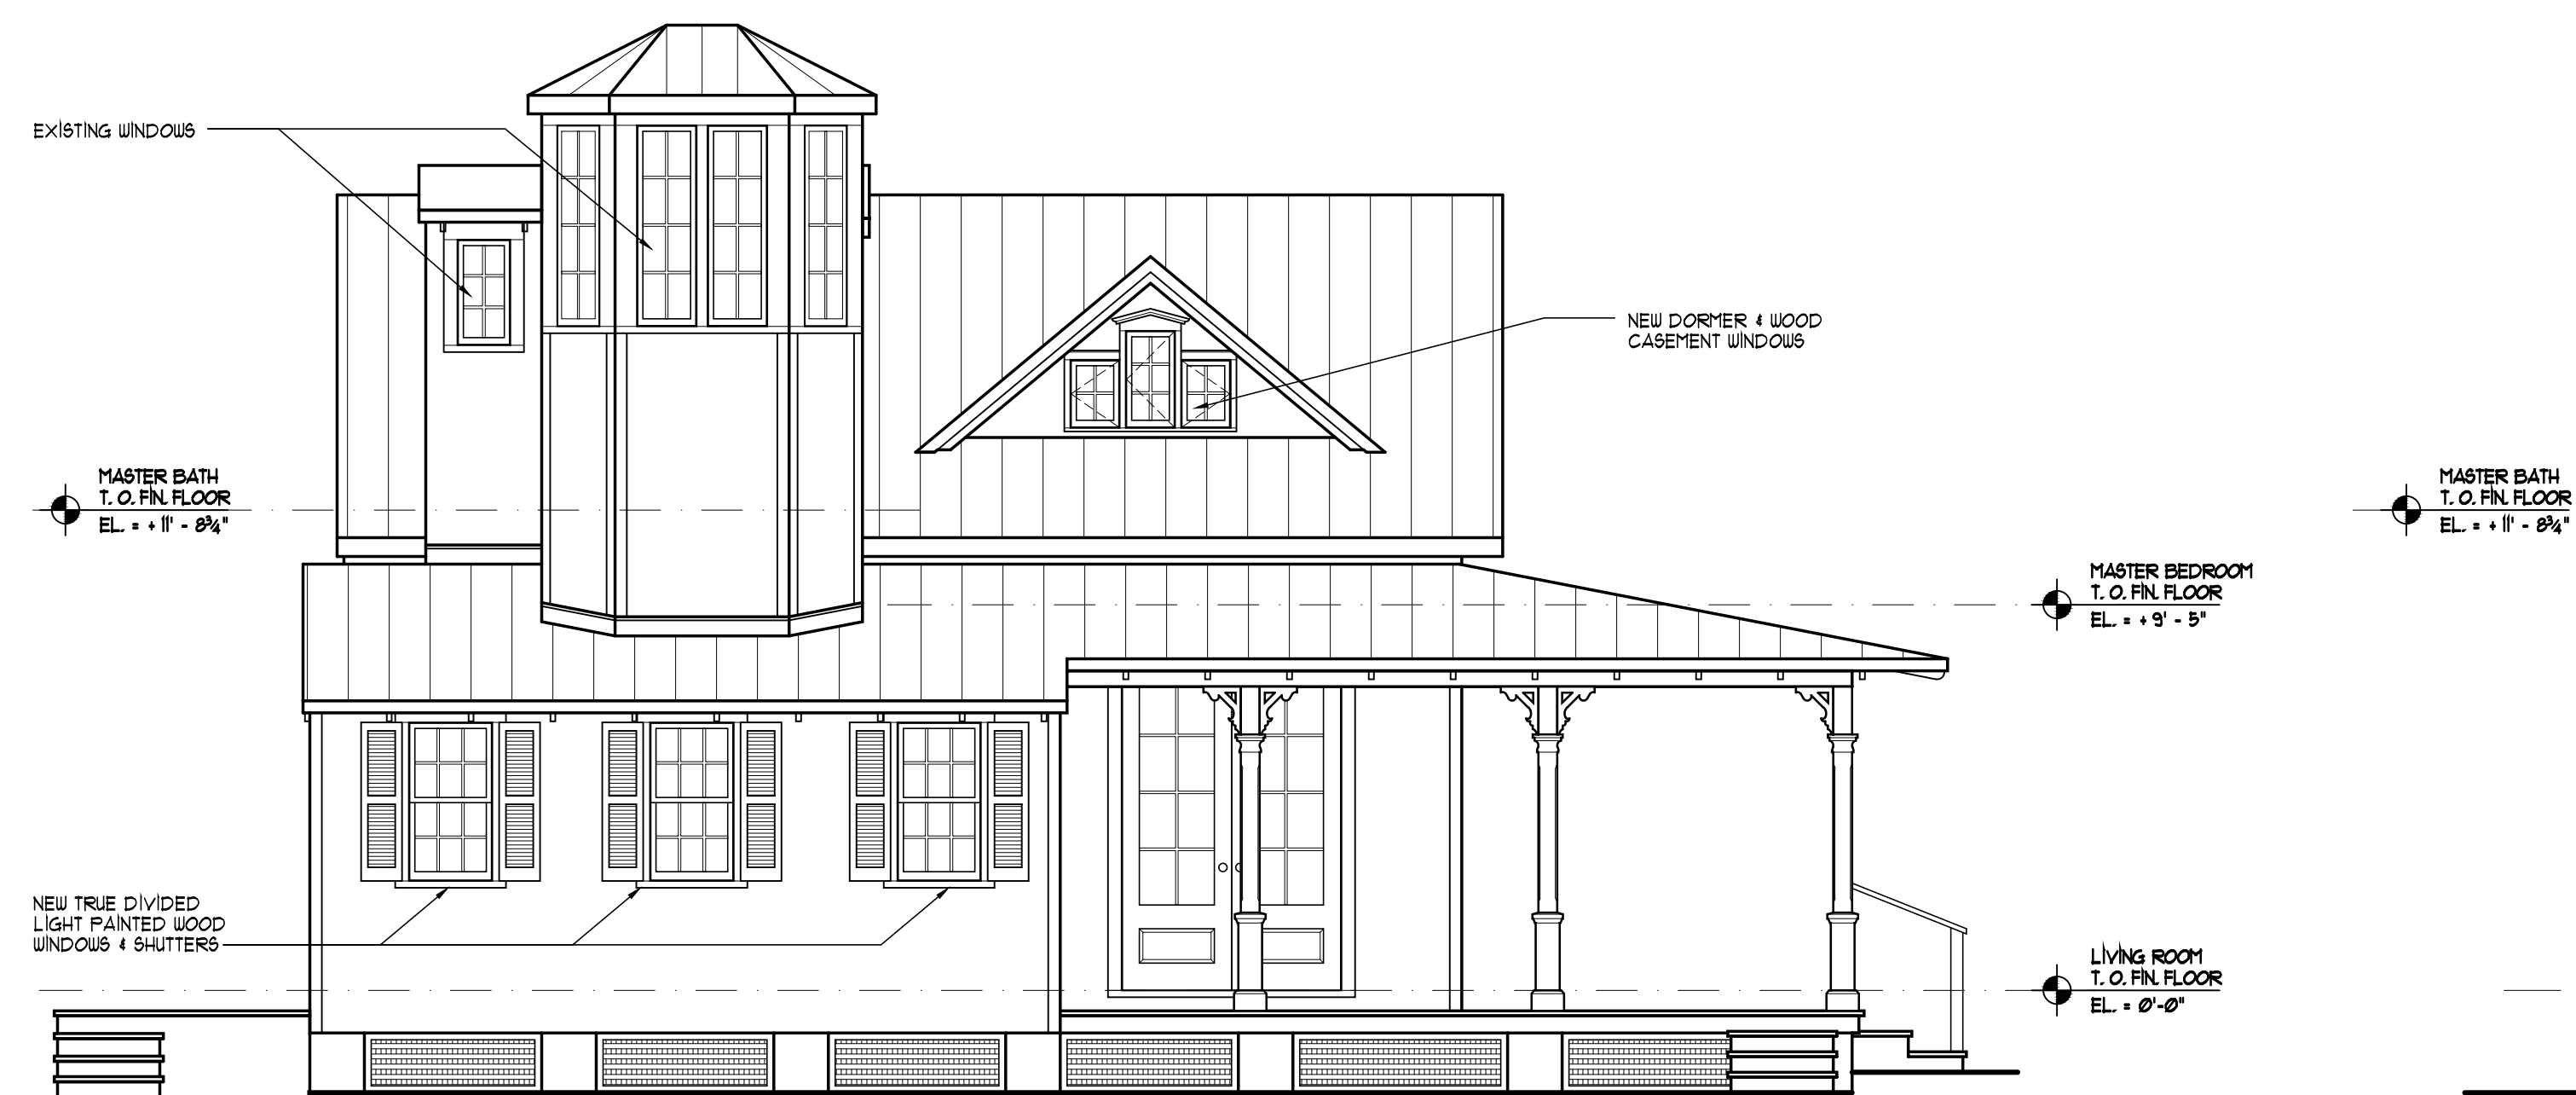 EXISTING WINDOWS
NEW DORMER & WOOD
CASEMENT WINDOWS
MASTER BATH
T. O. FIN. FLOOR
EL. = + 11' - 8¾"
MASTER BATH
T. O. FIN. FLOOR
EL. = + 11' - 8¾"
MASTER BEDROOM
T. O. FIN. FLOOR
EL. = + 9' - 5"
NEW TRUE DIVIDED
LIGHT PAINTED WOOD
WINDOWS & SHUTTERS
LIVING ROOM
T. O. FIN. FLOOR
EL. = 0'-0"